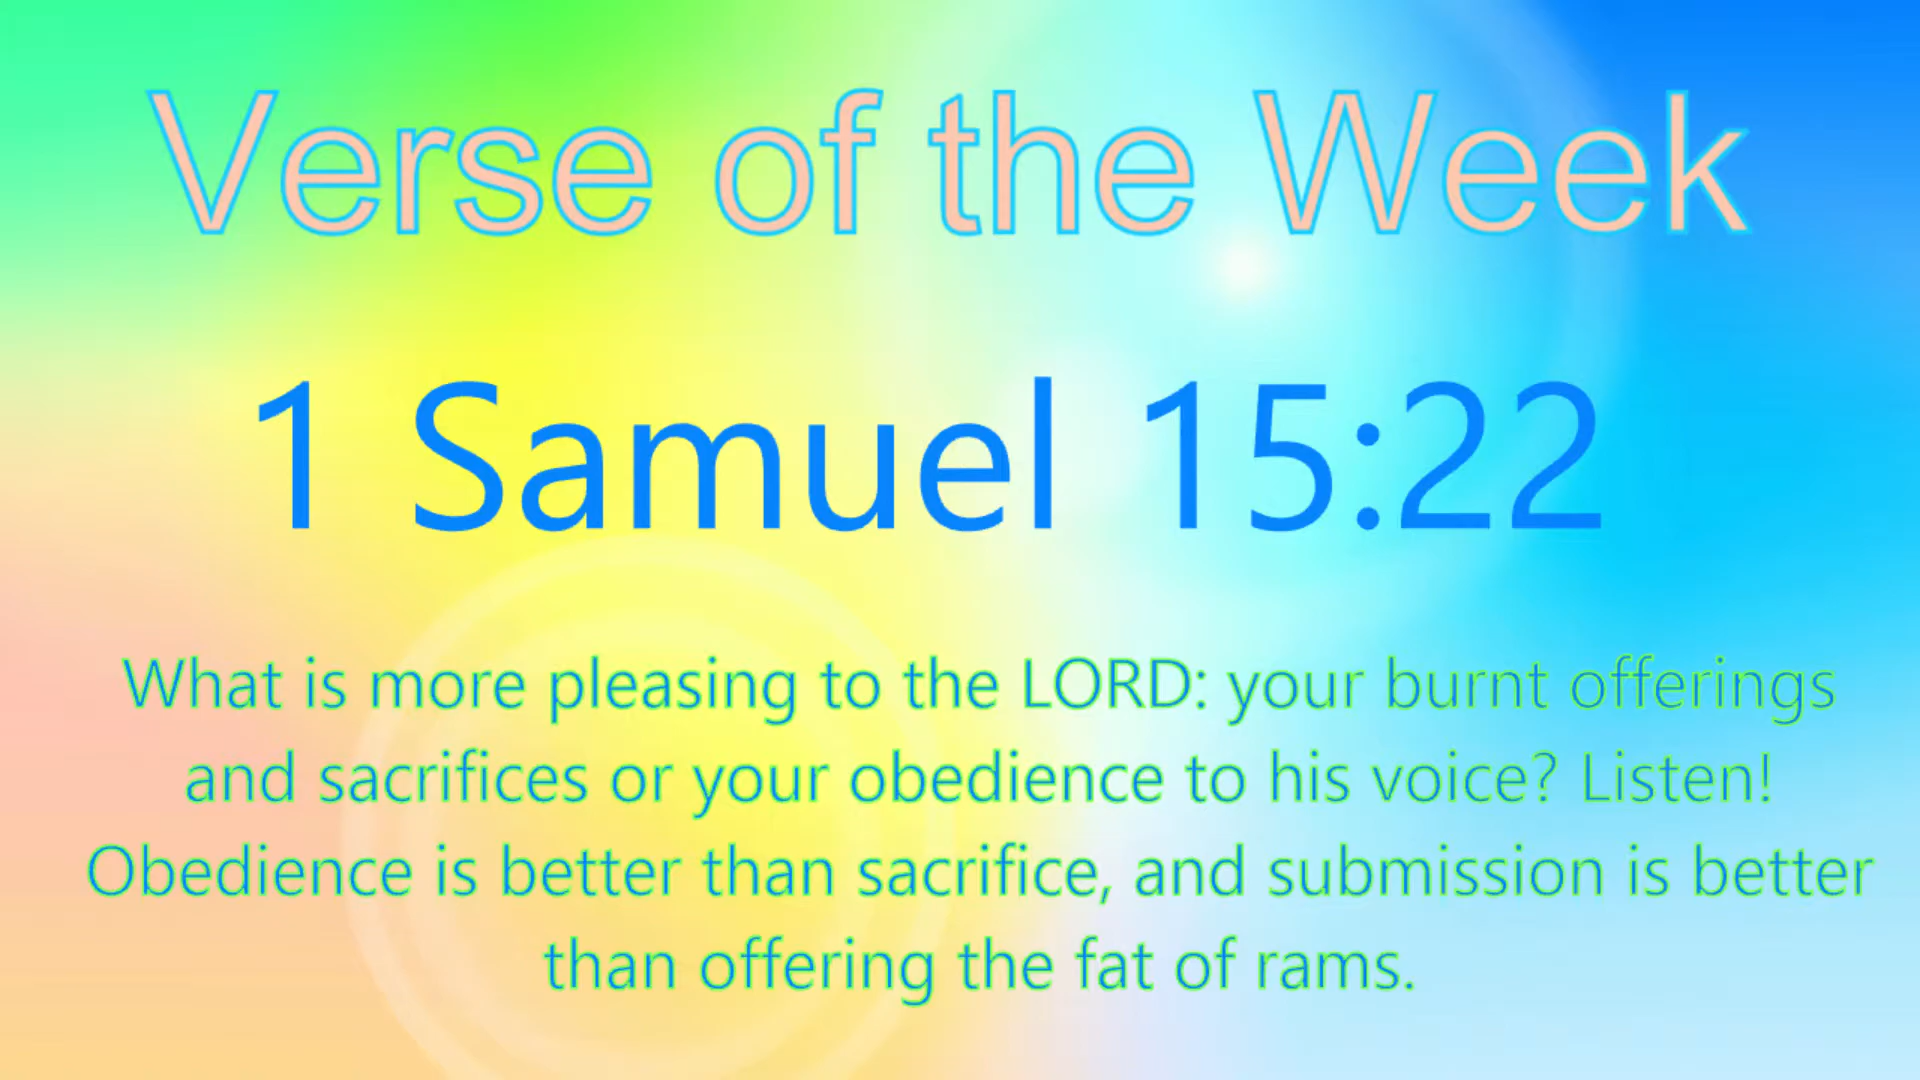 Verse of the Week
1 Samuel 15:22
What is more pleasing to the LORD: your burnt offerings
and sacrifices or your obedience to his voice? Listen!
Obedience is better than sacrifice, and submission is better
than offering the fat of rams.